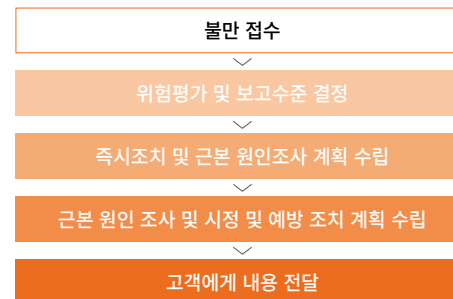 불만 접수
위험평가 및 보고수준 결정
즉시조치 및 근본 원인조사 계획 수립
근본 원인 조사 및 시정 및 예방 조치 계획 수립
고객에게 내용 전달